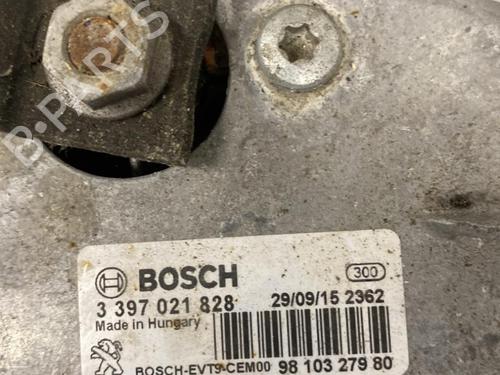 B-PARTS
BOSCH 300
3 397 021 828 29/09/15 2362
Made in Hungary
BOSCH-EVT9-CEM00 98 103 279 80